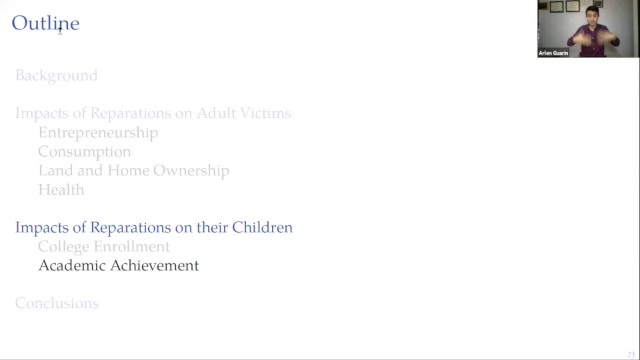 Outline
Arlen Guarin
Background
Impacts of Reparations on Adult Victims
Entrepreneurship
Consumption
Land and Home Ownership
Health
Impacts of Reparations on their Children
College Enrollment
Academic Achievement
Conclusions
23